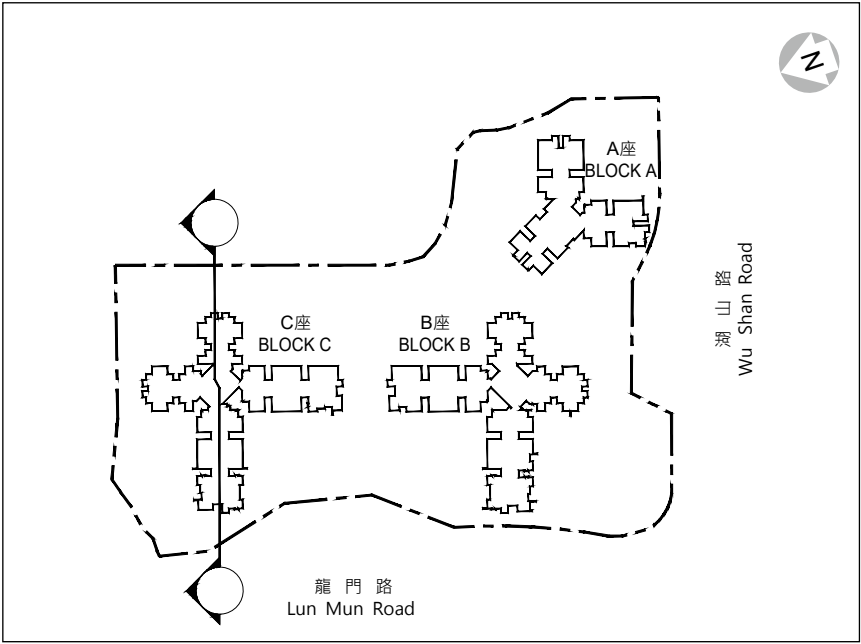 N
A座
BLOCK A
C座
BLOCK C
B座
BLOCK B
湖山路
Wu Shan Road
龍門路
Lun Mun Road